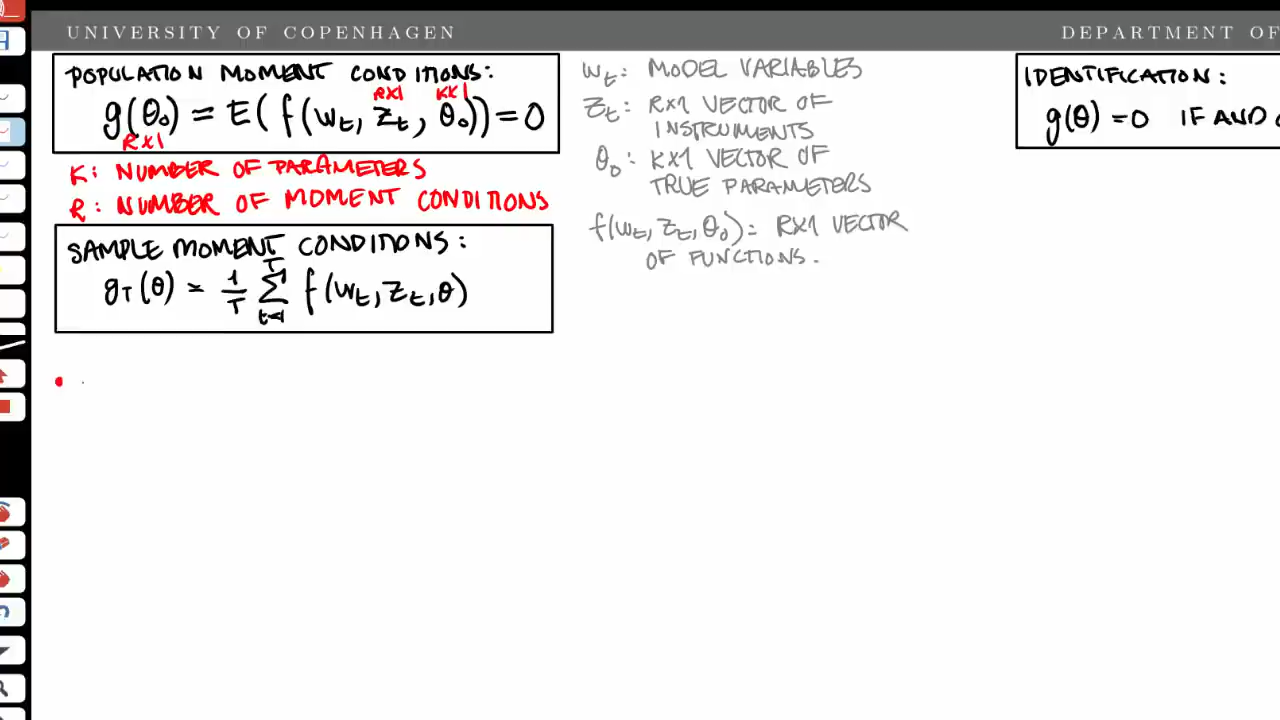 UNIVERSITY OF COPENHAGEN
DEPARTMENT OF
POPULATION MOMENT CONDITIONS:
g(θ₀) = E(f(wₜ, zₜ, θ₀)) = 0
R×1 R×1 K×1
K: NUMBER OF PARAMETERS
R: NUMBER OF MOMENT CONDITIONS
SAMPLE MOMENT CONDITIONS:
g_T(θ) = 1/T ∑_{t=1}^{T} f(wₜ, zₜ, θ)
wₜ: MODEL VARIABLES
zₜ: R×1 VECTOR OF
INSTRUMENTS
θ₀: K×1 VECTOR OF
TRUE PARAMETERS
f(wₜ, zₜ, θ₀): R×1 VECTOR
OF FUNCTIONS.
IDENTIFICATION:
g(θ) = 0 IF AND